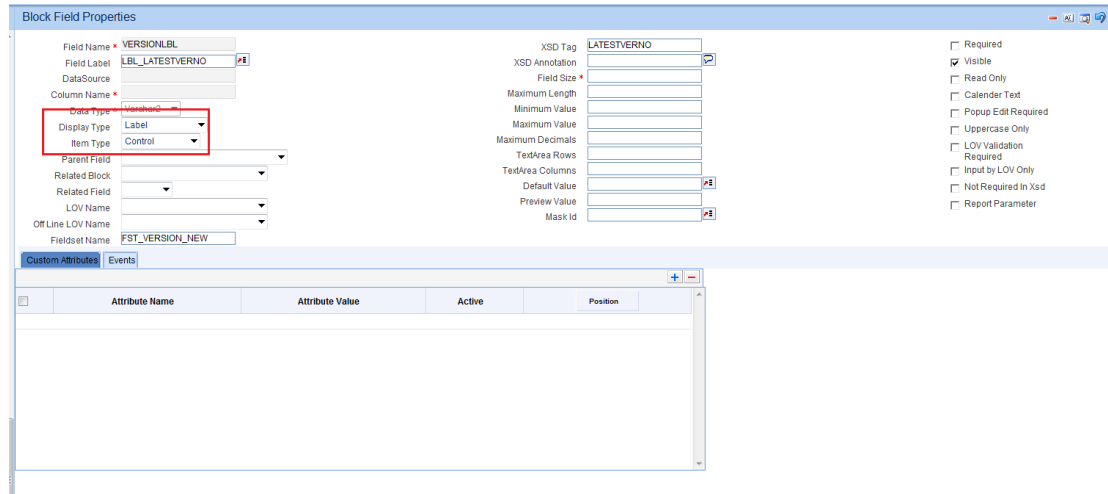 Block Field Properties
Field Name * VERSIONLBL
Field Label LBL_LATESTVERNO
DataSource
Column Name *
Data Type * Varchar2
Display Type Label
Item Type Control
Parent Field
Related Block
Related Field
LOV Name
Off Line LOV Name
Fieldset Name FST_VERSION_NEW
XSD Tag LATESTVERNO
XSD Annotation
Field Size *
Maximum Length
Minimum Value
Maximum Value
Maximum Decimals
TextArea Rows
TextArea Columns
Default Value
Preview Value
Mask Id
Required
Visible
Read Only
Calender Text
Popup Edit Required
Uppercase Only
LOV Validation
Required
Input by LOV Only
Not Required In Xsd
Report Parameter
Custom Attributes Events
Attribute Name Attribute Value Active Position